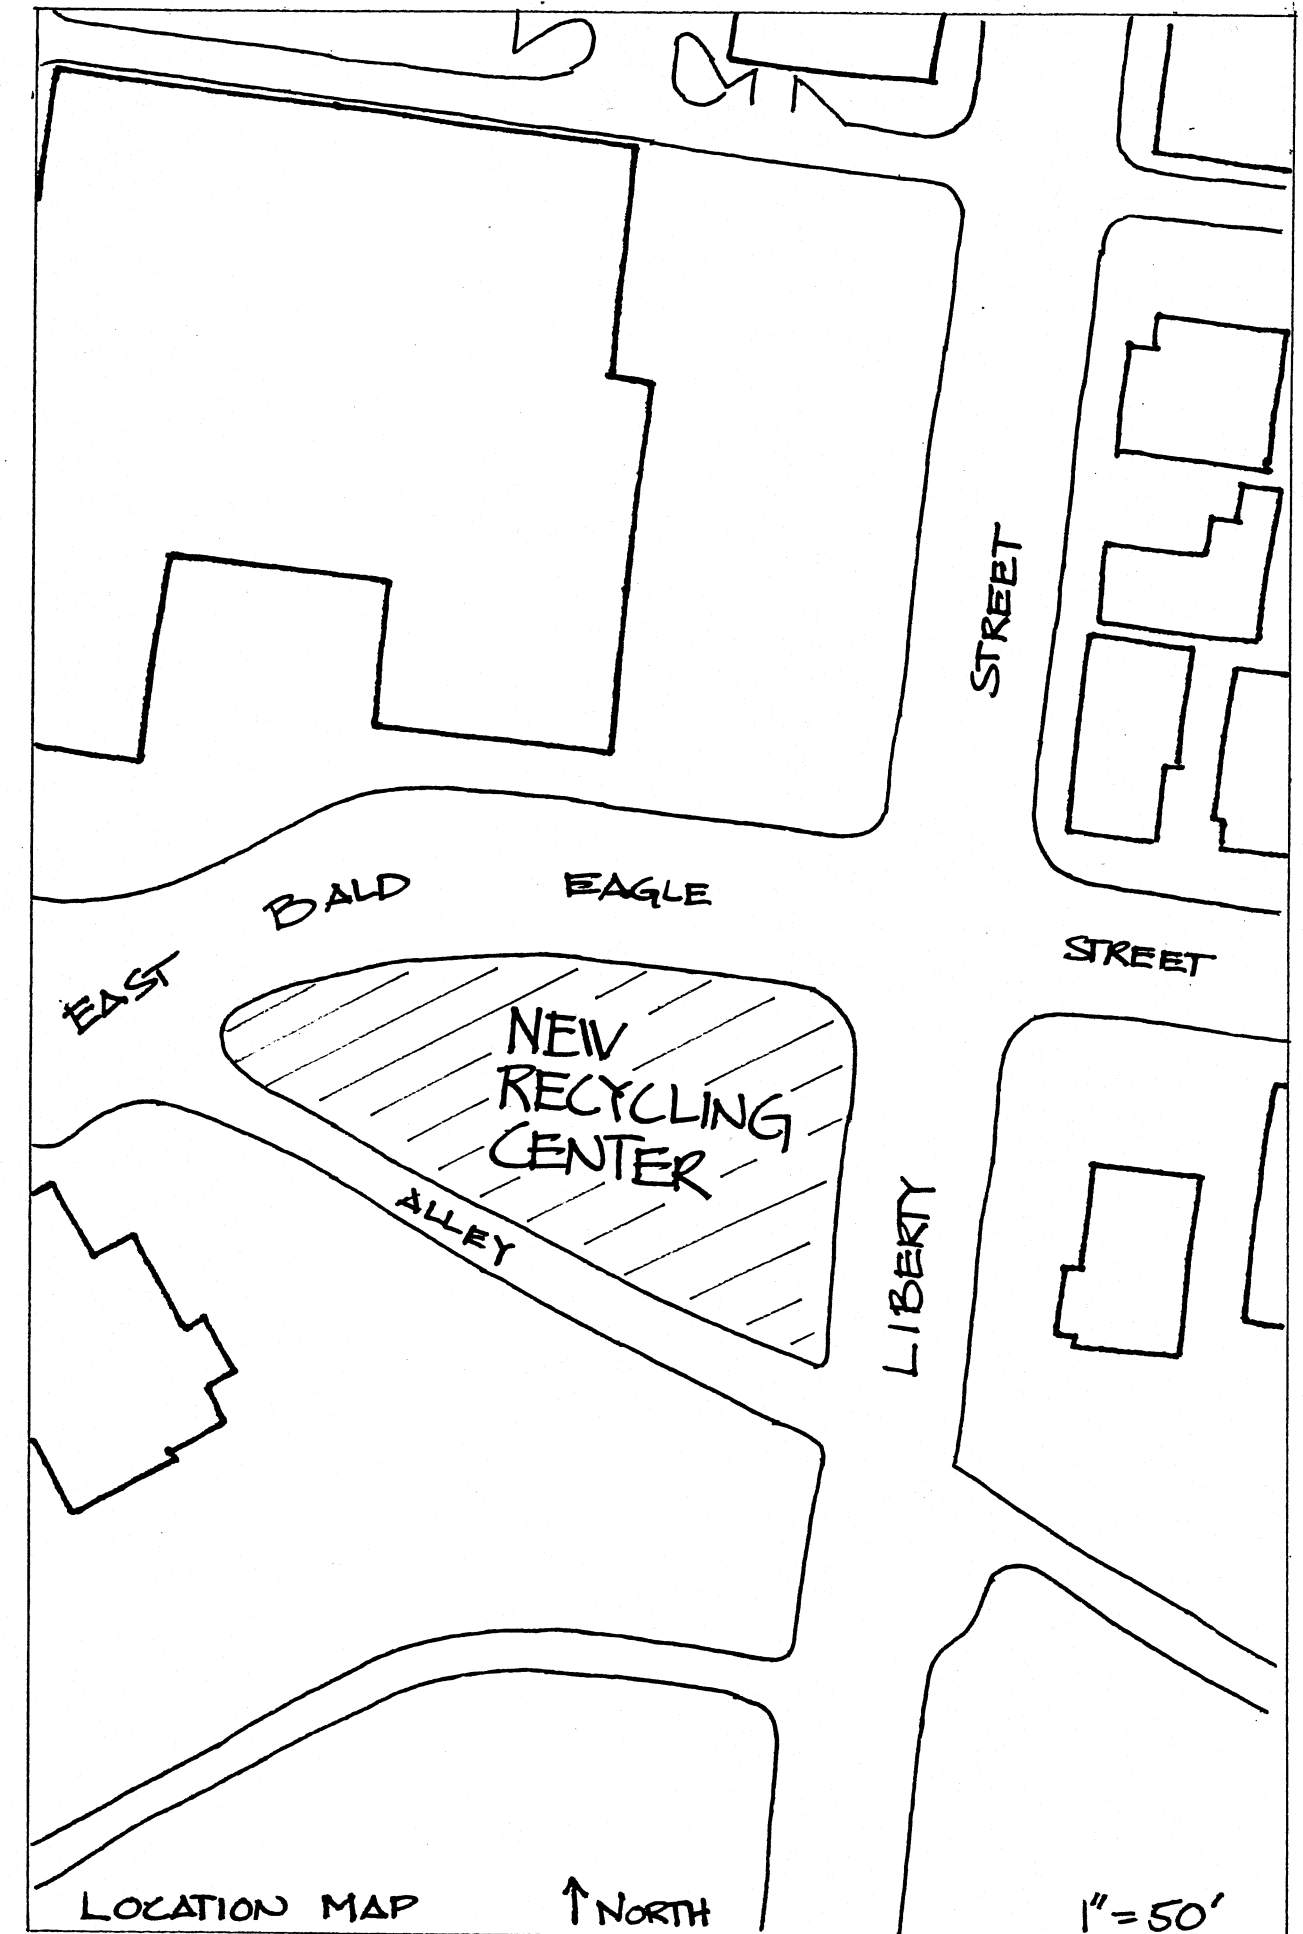 STREET
BALD EAGLE
EAST
STREET
NEW
RECYCLING
CENTER
ALLEY
LIBERTY
LOCATION MAP
↑ NORTH
1"=50'